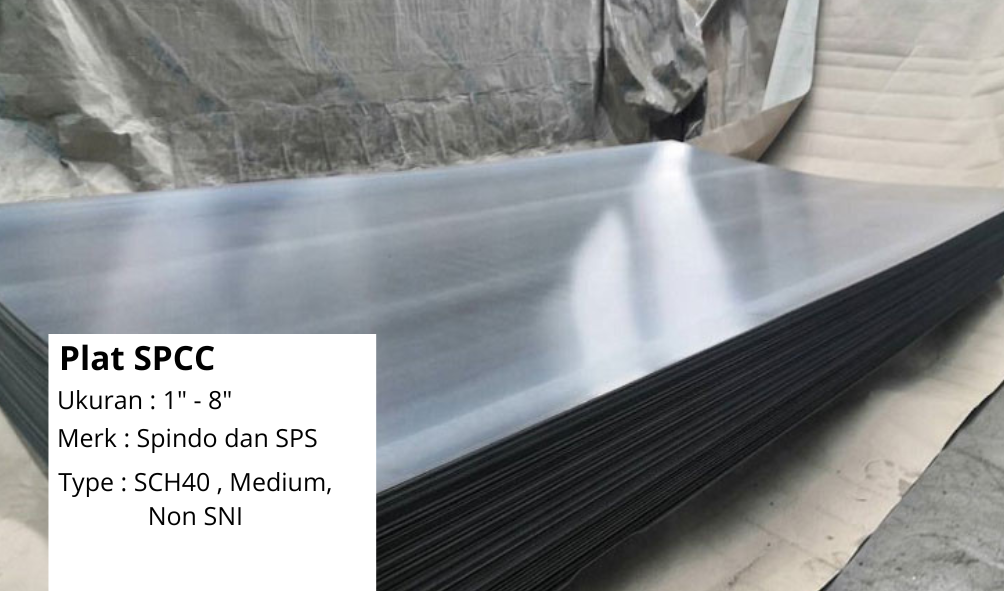 Plat SPCC
Ukuran : 1" - 8"
Merk : Spindo dan SPS
Type : SCH40 , Medium,
Non SNI